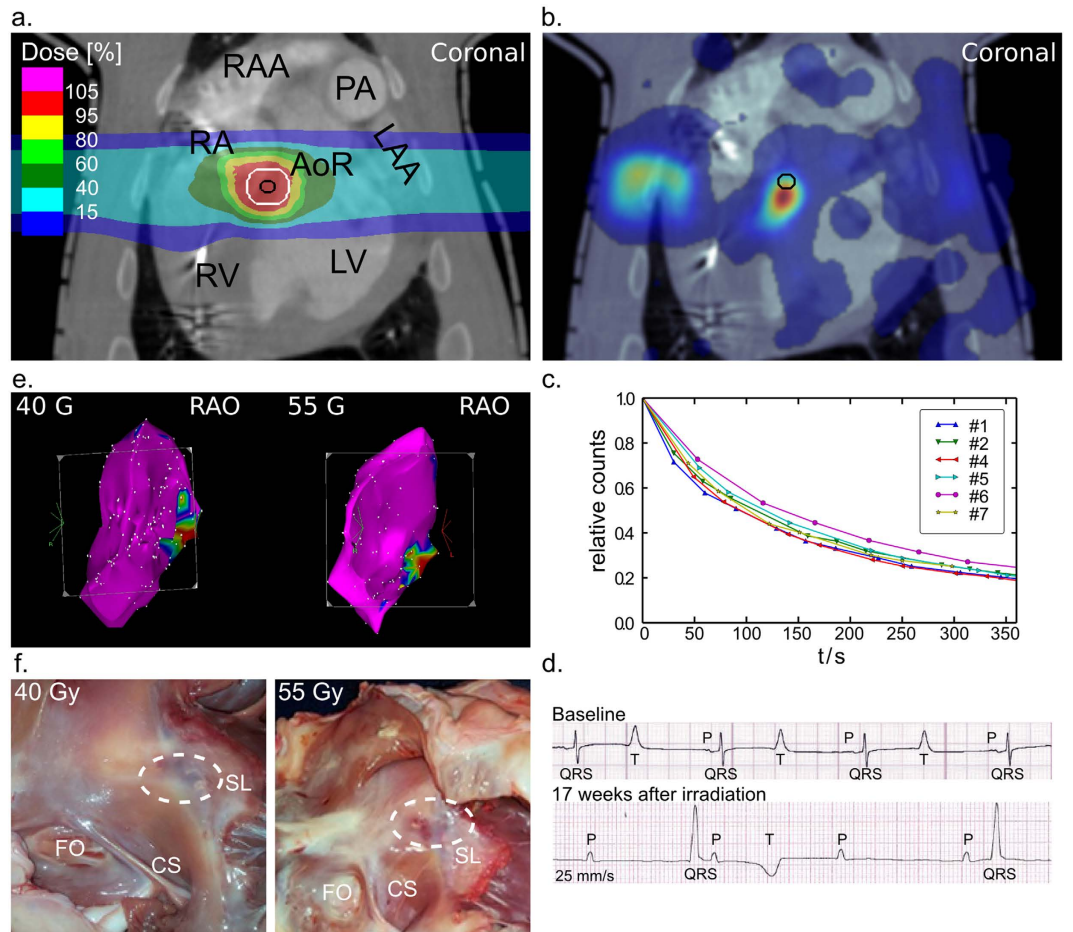 a.
Dose [%]
105
95
80
60
40
15
Coronal
RAA
PA
RA
LAA
AoR
RV
LV
b.
Coronal
e.
40 G
RAO
55 G
RAO
c.
relative counts
1.0
0.8
0.6
0.4
0.2
0.0
0
50
100
150
200
250
300
350
t/s
#1
#2
#4
#5
#6
#7
f.
40 Gy
SL
FO
CS
55 Gy
SL
FO
CS
d.
Baseline
P P P
QRS T QRS T QRS T QRS
17 weeks after irradiation
P P T P P
QRS QRS
25 mm/s